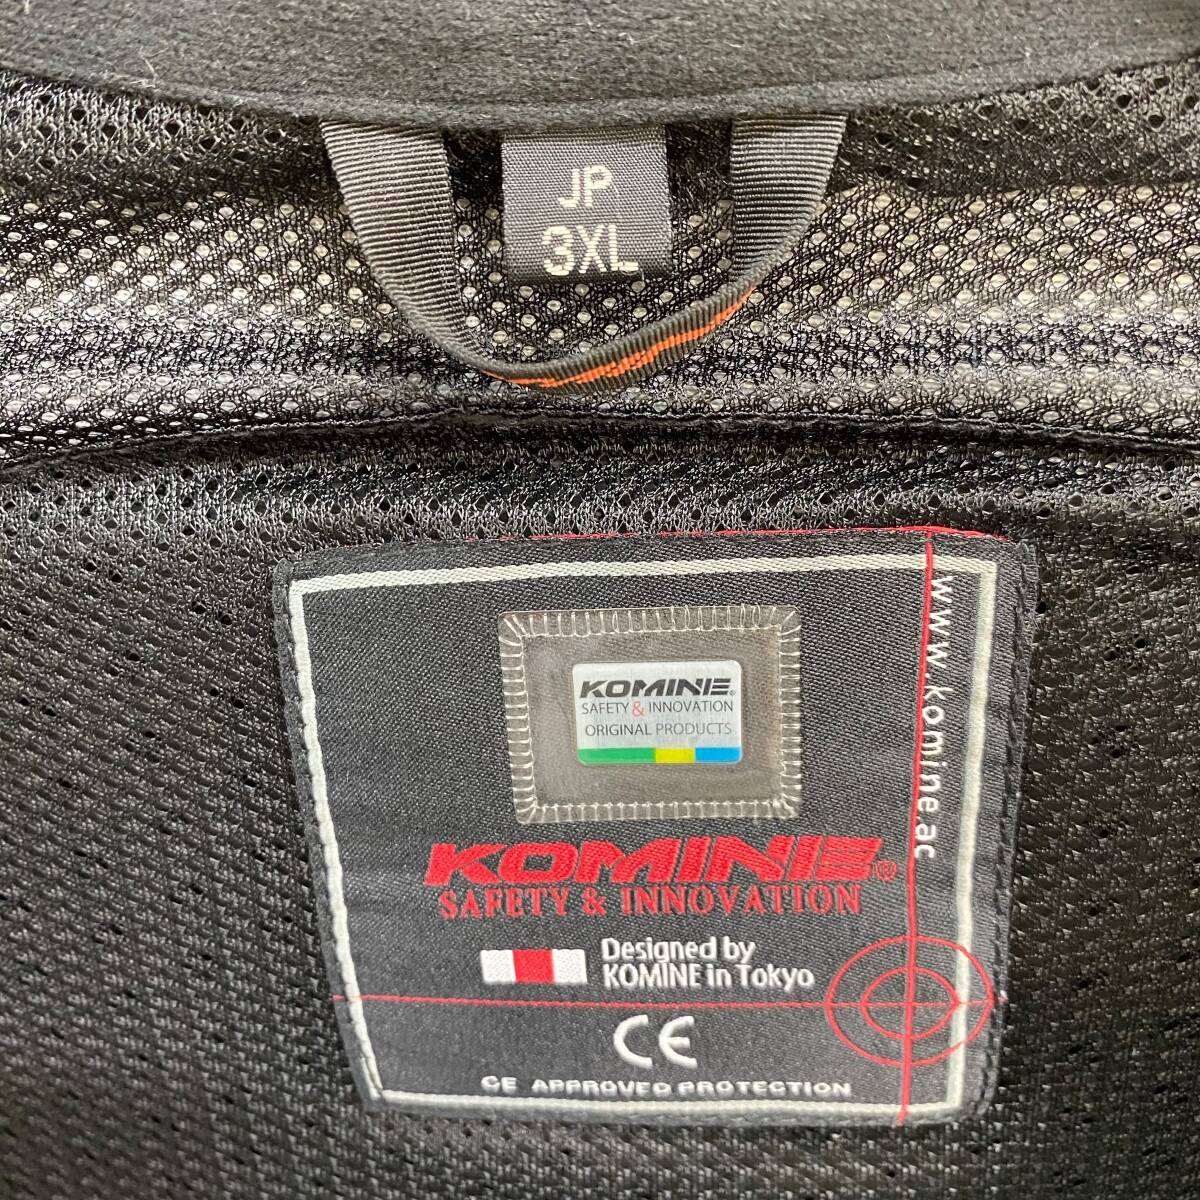 JP
3XL
www.komine.ac
KOMINE®
SAFETY & INNOVATION
ORIGINAL PRODUCTS
KOMINE®
SAFETY & INNOVATION
Designed by
KOMINE in Tokyo
CE
CE APPROVED PROTECTION